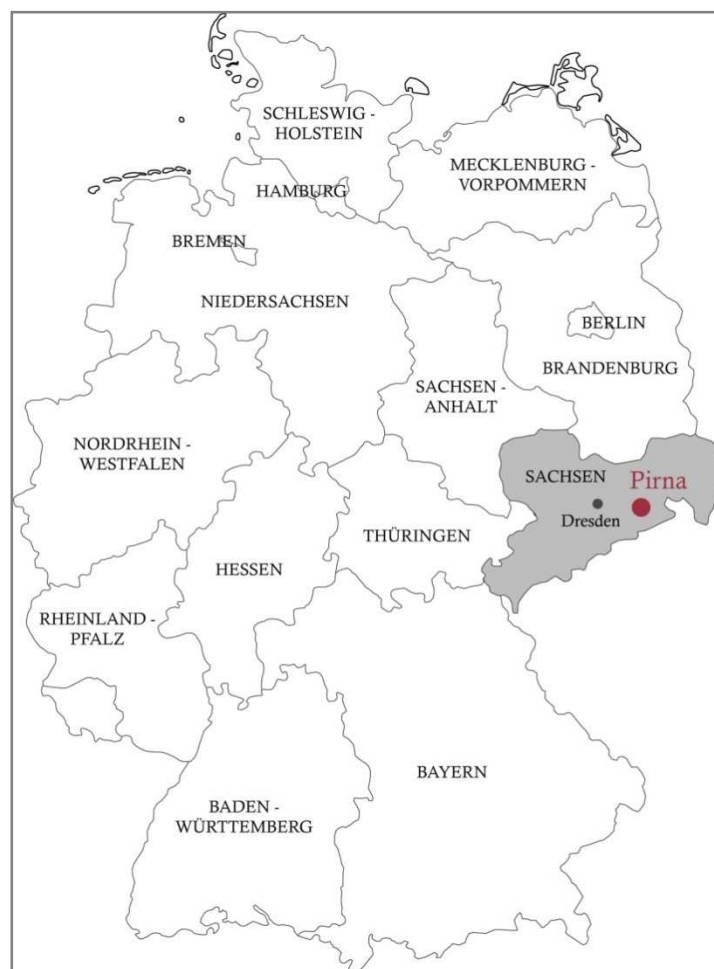 SCHLESWIG -
HOLSTEIN
MECKLENBURG -
VORPOMMERN
HAMBURG
BREMEN
NIEDERSACHSEN
BERLIN
BRANDENBURG
SACHSEN -
ANHALT
NORDRHEIN -
WESTFALEN
SACHSEN
Pirna
Dresden
THÜRINGEN
HESSEN
RHEINLAND -
PFALZ
BAYERN
BADEN -
WÜRTTEMBERG